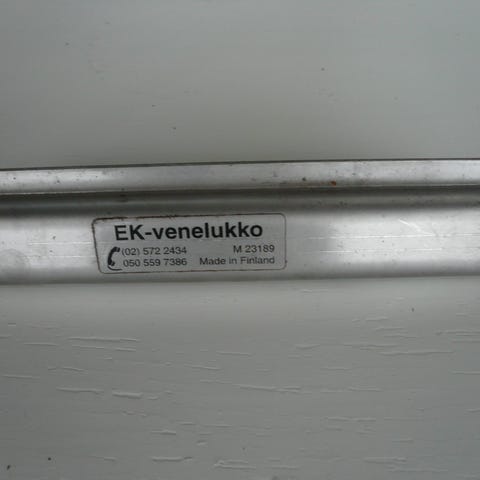 EK-venelukko
(02) 572 2434 M 23189
050 559 7386 Made in Finland